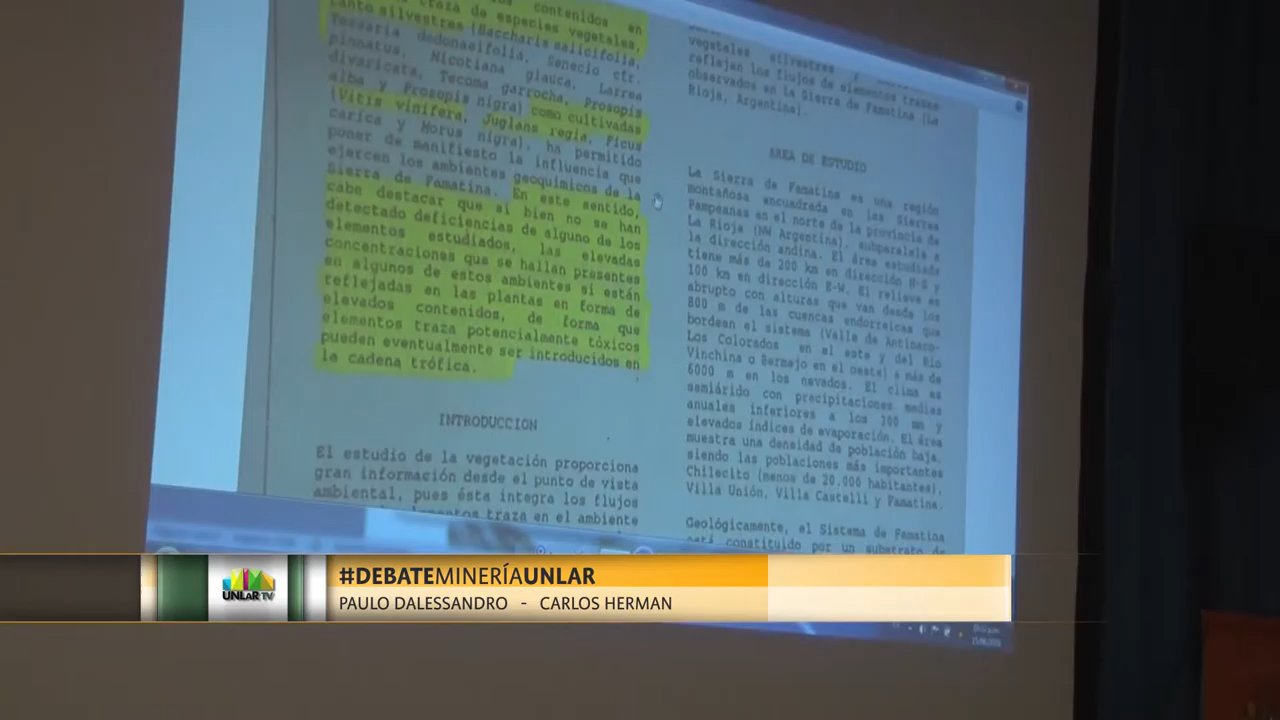 contenidos en
traza de especies vegetales,
tanto silvestres (Baccharis salicifolia,
Tessaria dodonaeifolia, Senecio cfr.
pinnatus, Nicotiana glauca, Larrea
divaricata, Tecoma garrocha, Prosopis
alba y Prosopis nigra) como cultivadas
(Vitis vinifera, Juglans regia, Ficus
carica y Morus nigra), ha permitido
poner de manifiesto la influencia que
ejercen los ambientes geoquímicos de la
Sierra de Famatina. En este sentido,
cabe destacar que si bien no se han
detectado deficiencias de alguno de los
elementos estudiados, las elevadas
concentraciones que se hallan presentes
en algunos de estos ambientes si están
reflejadas en las plantas en forma de
elevados contenidos, de forma que
elementos traza potencialmente tóxicos
pueden eventualmente ser introducidos en
la cadena trófica.
INTRODUCCION
El estudio de la vegetación proporciona
gran información desde el punto de vista
ambiental, pues ésta integra los flujos
elementos traza en el ambiente
vegetales silvestres y
reflejan los flujos de elementos trazas
observados en la Sierra de Famatina (La
Rioja, Argentina).
AREA DE ESTUDIO
La Sierra de Famatina es una región
montañosa encuadrada en las Sierras
Pampeanas en el norte de la provincia de
La Rioja (NW Argentina), subparalela a
la dirección andina. El área estudiada
tiene más de 200 km en dirección N-S y
100 km en dirección E-W. El relieve es
abrupto con alturas que van desde los
800 m de las cuencas endorreicas que
bordean el sistema (Valle de Antinaco-
Los Colorados en el este y del Río
Vinchina o Bermejo en el oeste) a más de
6000 m en los nevados. El clima es
semiárido con precipitaciones medias
anuales inferiores a los 300 mm y
elevados índices de evaporación. El área
muestra una densidad de población baja,
siendo las poblaciones más importantes
Chilecito (menos de 20.000 habitantes),
Villa Unión, Villa Castelli y Famatina.
Geológicamente, el Sistema de Famatina
está constituido por un substrato de
UNLAR TV
#DEBATEMINERÍAUNLAR
PAULO DALESSANDRO - CARLOS HERMAN